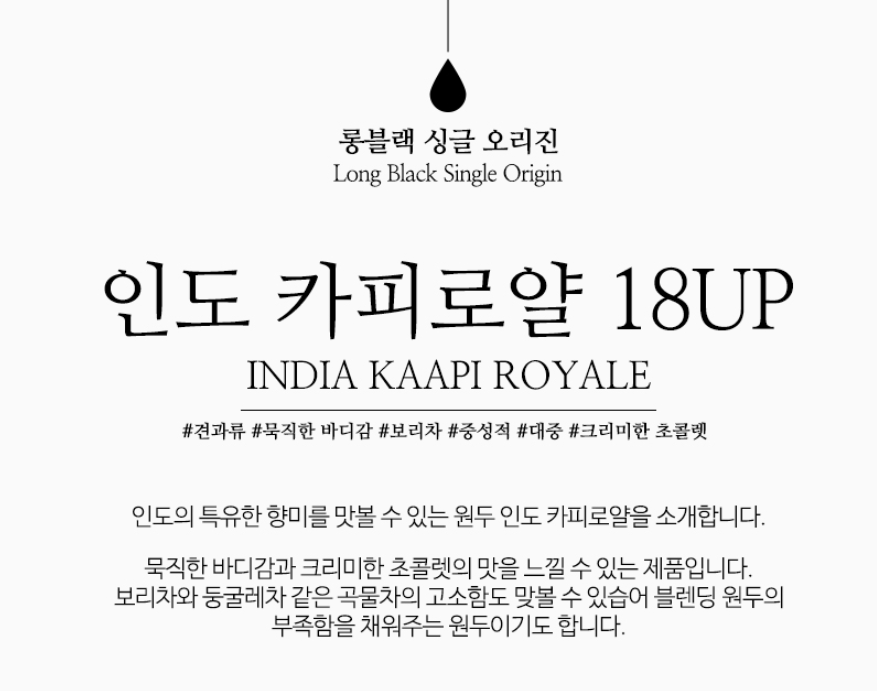 롱블랙 싱글 오리진
Long Black Single Origin
인도 카피로얄 18UP
INDIA KAAPI ROYALE
#견과류 #묵직한 바디감 #보리차 #중성적 #대중 #크리미한 초콜렛
인도의 특유한 향미를 맛볼 수 있는 원두 인도 카피로얄을 소개합니다.
묵직한 바디감과 크리미한 초콜렛의 맛을 느낄 수 있는 제품입니다.
보리차와 둥굴레차 같은 곡물차의 고소함도 맞볼 수 있습어 블렌딩 원두의
부족함을 채워주는 원두이기도 합니다.